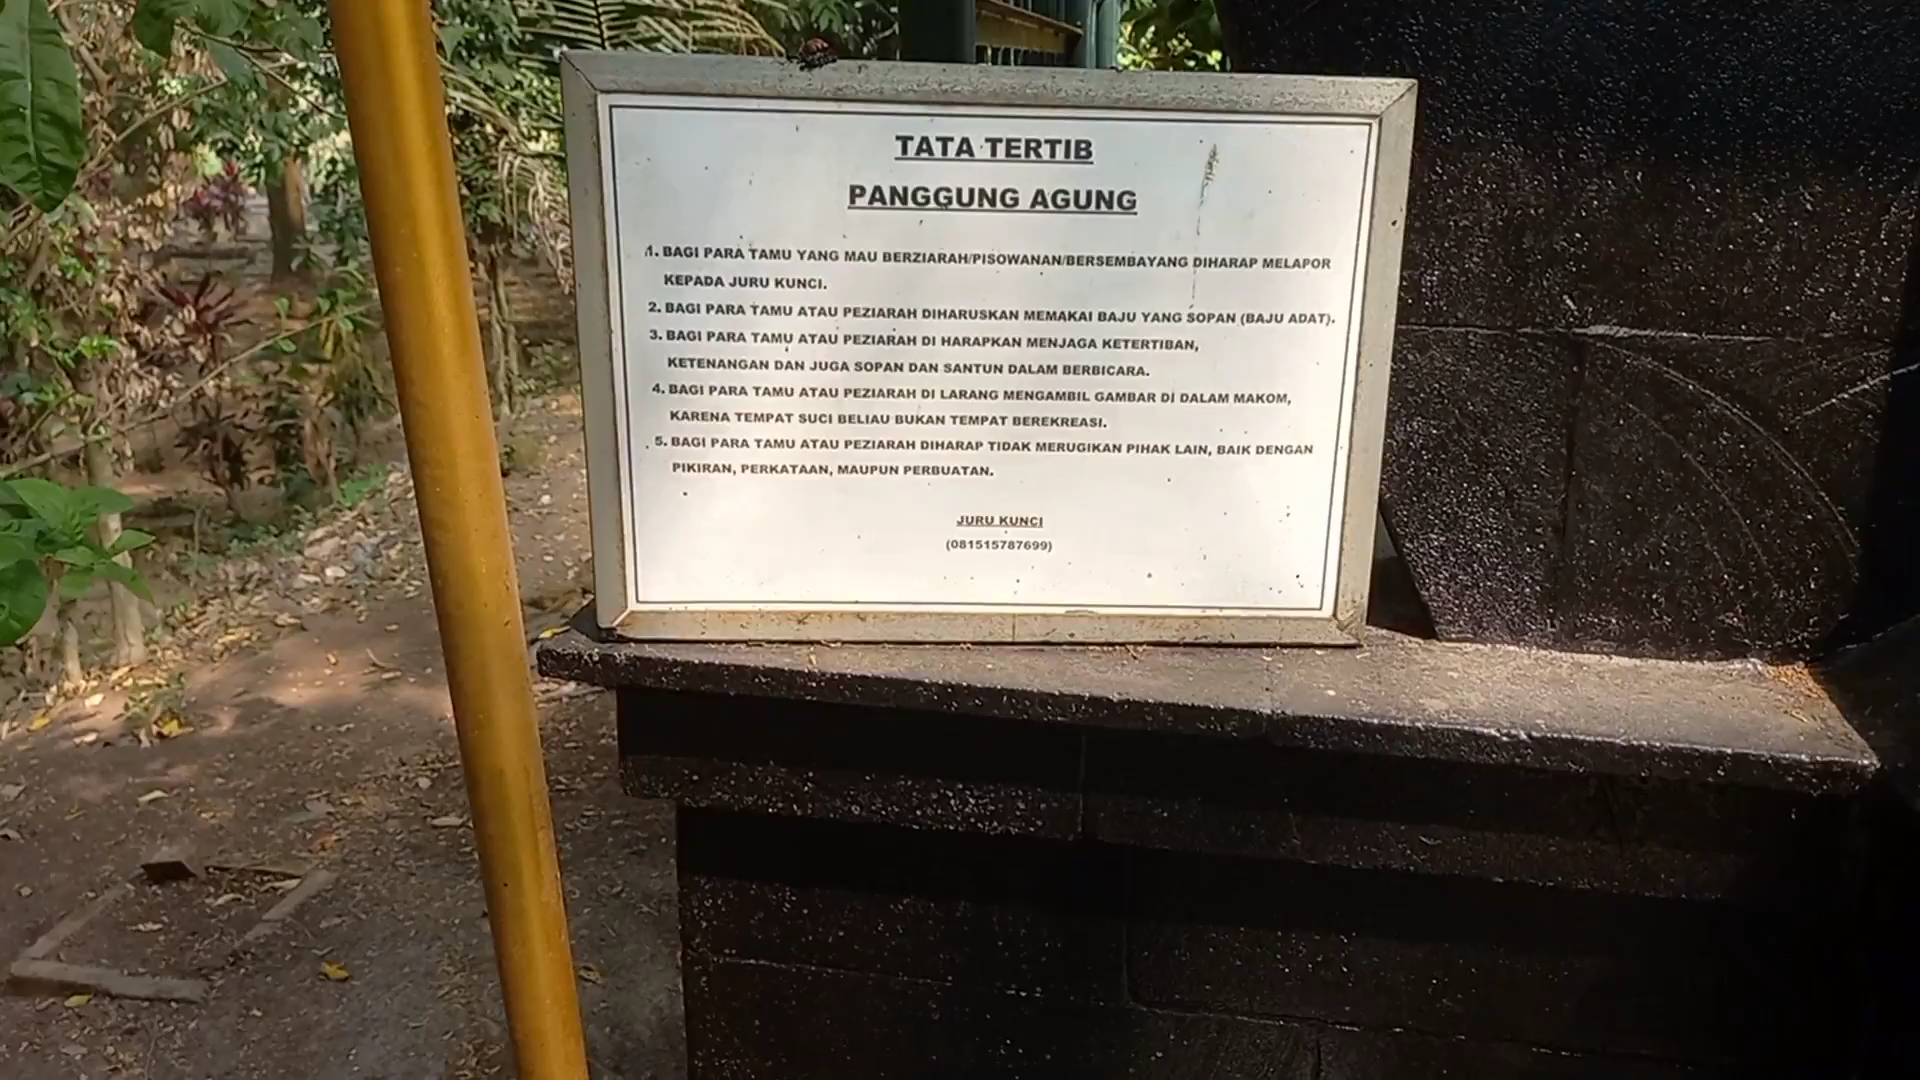 TATA TERTIB
PANGGUNG AGUNG
1. BAGI PARA TAMU YANG MAU BERZIARAH/PISOWANAN/BERSEMBAYANG DIHARAP MELAPOR
KEPADA JURU KUNCI.
2. BAGI PARA TAMU ATAU PEZIARAH DIHARUSKAN MEMAKAI BAJU YANG SOPAN (BAJU ADAT).
3. BAGI PARA TAMU ATAU PEZIARAH DI HARAPKAN MENJAGA KETERTIBAN,
KETENANGAN DAN JUGA SOPAN DAN SANTUN DALAM BERBICARA.
4. BAGI PARA TAMU ATAU PEZIARAH DI LARANG MENGAMBIL GAMBAR DI DALAM MAKOM,
KARENA TEMPAT SUCI BELIAU BUKAN TEMPAT BEREKREASI.
5. BAGI PARA TAMU ATAU PEZIARAH DIHARAP TIDAK MERUGIKAN PIHAK LAIN, BAIK DENGAN
PIKIRAN, PERKATAAN, MAUPUN PERBUATAN.
JURU KUNCI
(081515787699)